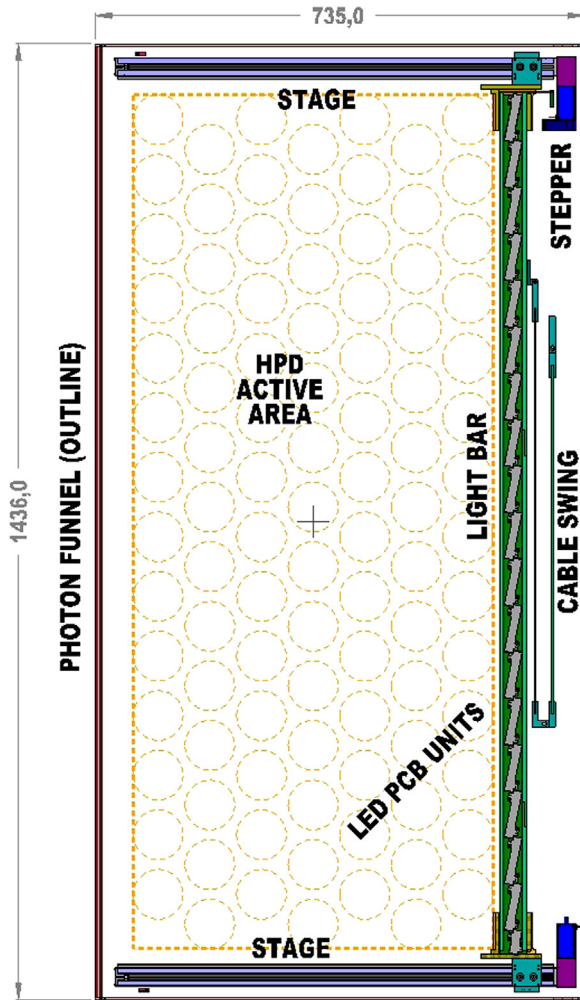 735,0
STAGE
STEPPER
HPD
ACTIVE
AREA
PHOTON FUNNEL (OUTLINE)
1436,0
LIGHT BAR
CABLE SWING
LED PCB UNITS
STAGE